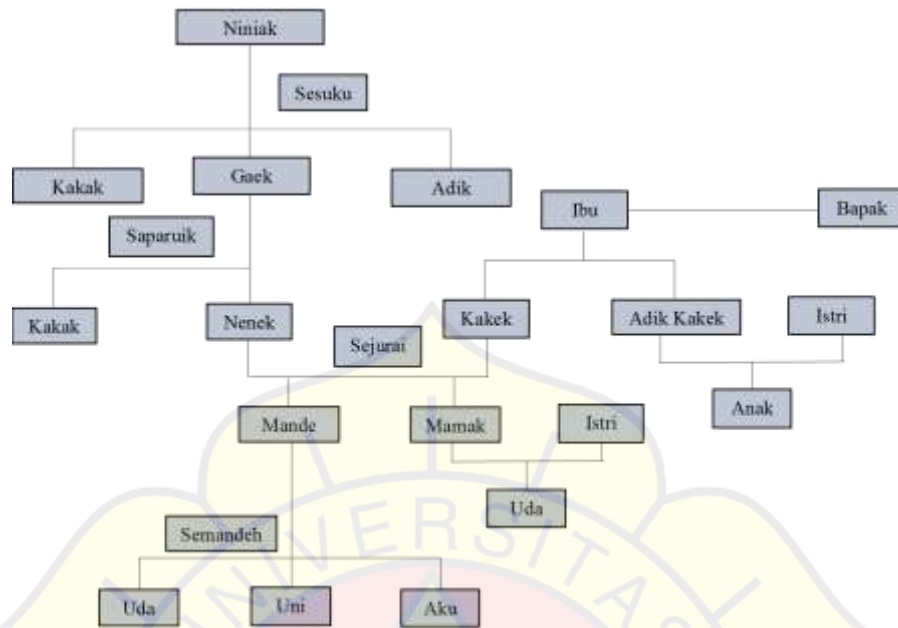 Niniak
Sesuku
Kakak
Gaek
Adik
Ibu
Bapak
Saparuik
Kakak
Nenek
Kakek
Adik Kakek
Istri
Sejurai
Mande
Mamak
Istri
Anak
Uda
Semandeh
Uda
Uni
Aku
UNIVERSITAS